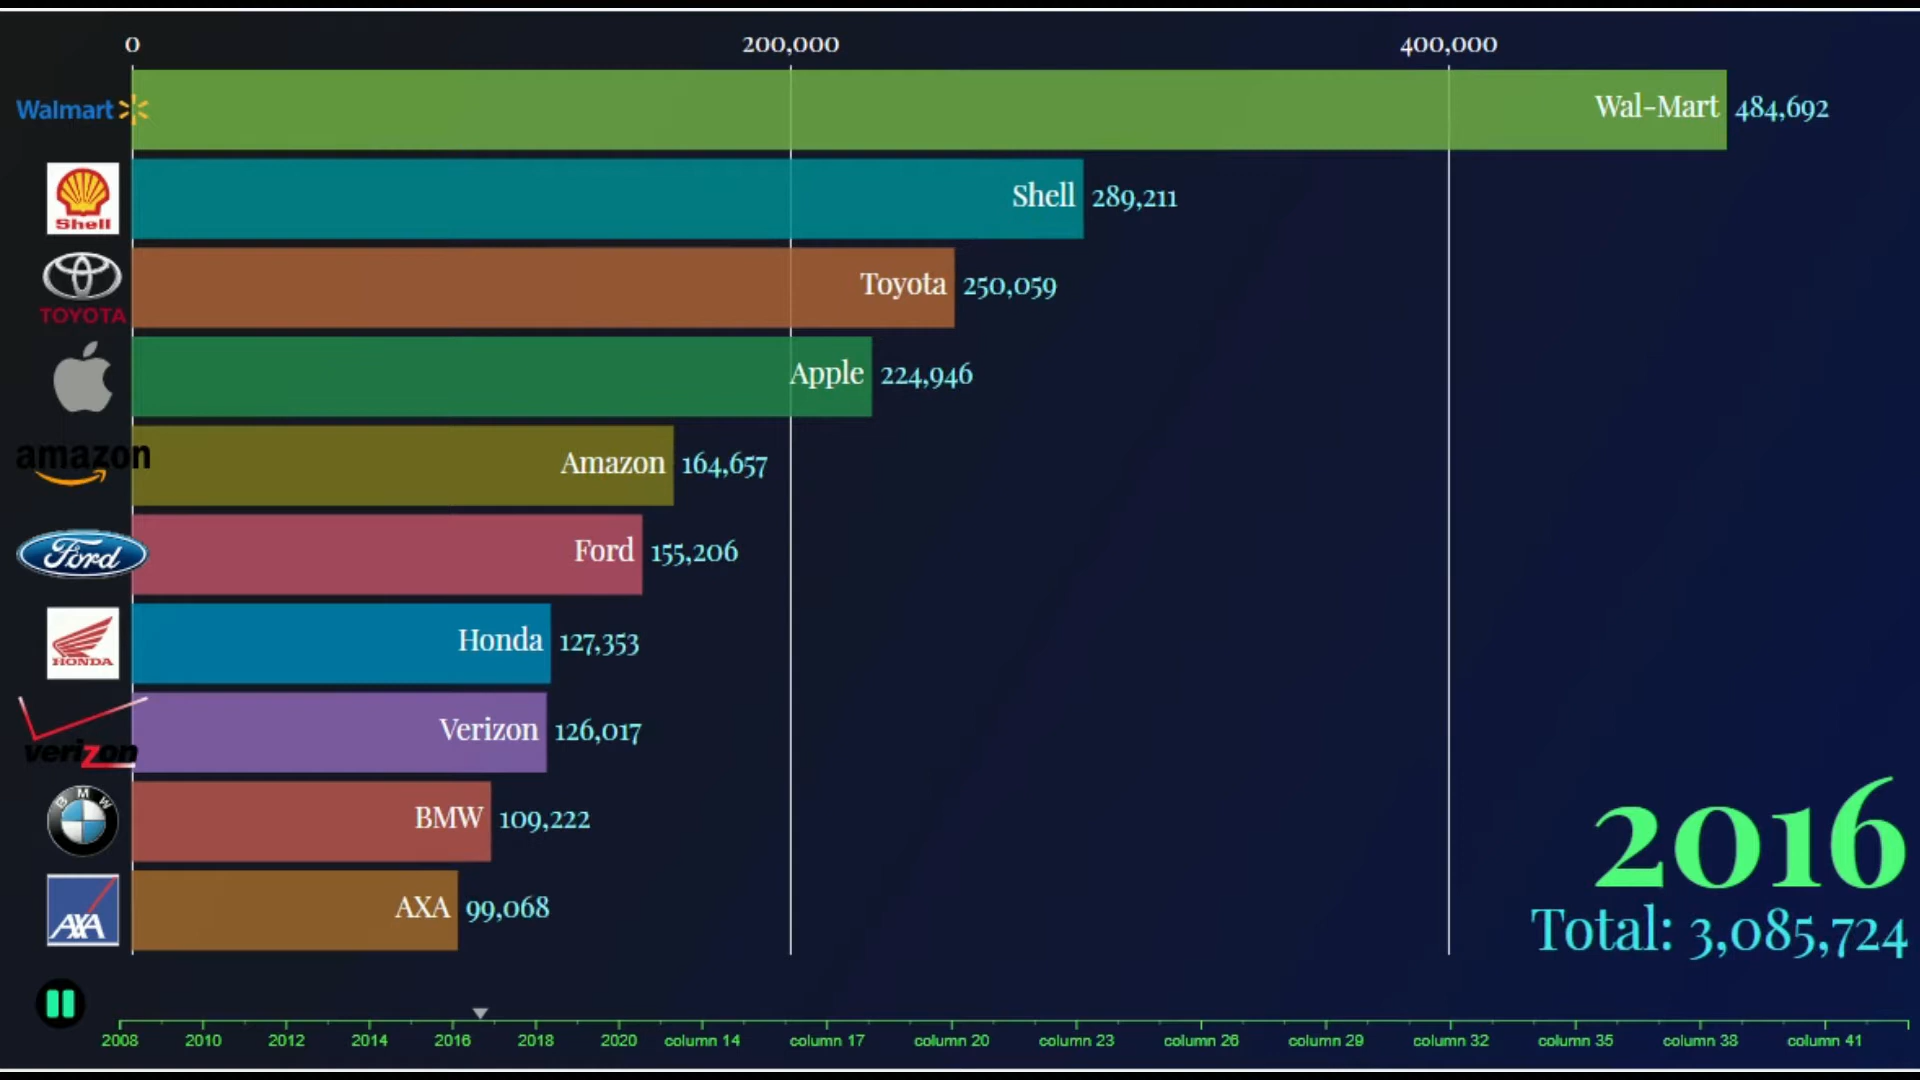 0 200,000 400,000
Walmart Wal-Mart 484,692
Shell Shell 289,211
TOYOTA Toyota 250,059
Apple 224,946
amazon Amazon 164,657
Ford Ford 155,206
HONDA Honda 127,353
verizon Verizon 126,017
BMW BMW 109,222
AXA AXA 99,068
2016
Total: 3,085,724
2008 2010 2012 2014 2016 2018 2020 column 14 column 17 column 20 column 23 column 26 column 29 column 32 column 35 column 38 column 41